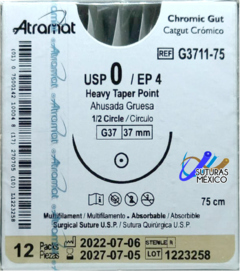 Atramat
Chromic Gut
Catgut Crómico
REF G3711-75
USP 0 / EP 4
Heavy Taper Point
Ahusada Gruesa
1/2 Circle / Círculo
G37 37 mm
SUTURAS
MÉXICO
75 cm
Multifilament / Multifilamento - Absorbable / Absorbible
Surgical Suture U.S.P. / Sutura Quirúrgica U.S.P.
12 Packs
Piezas
2022-07-06
2027-07-05
STERILE R
LOT 1223258
Atramat